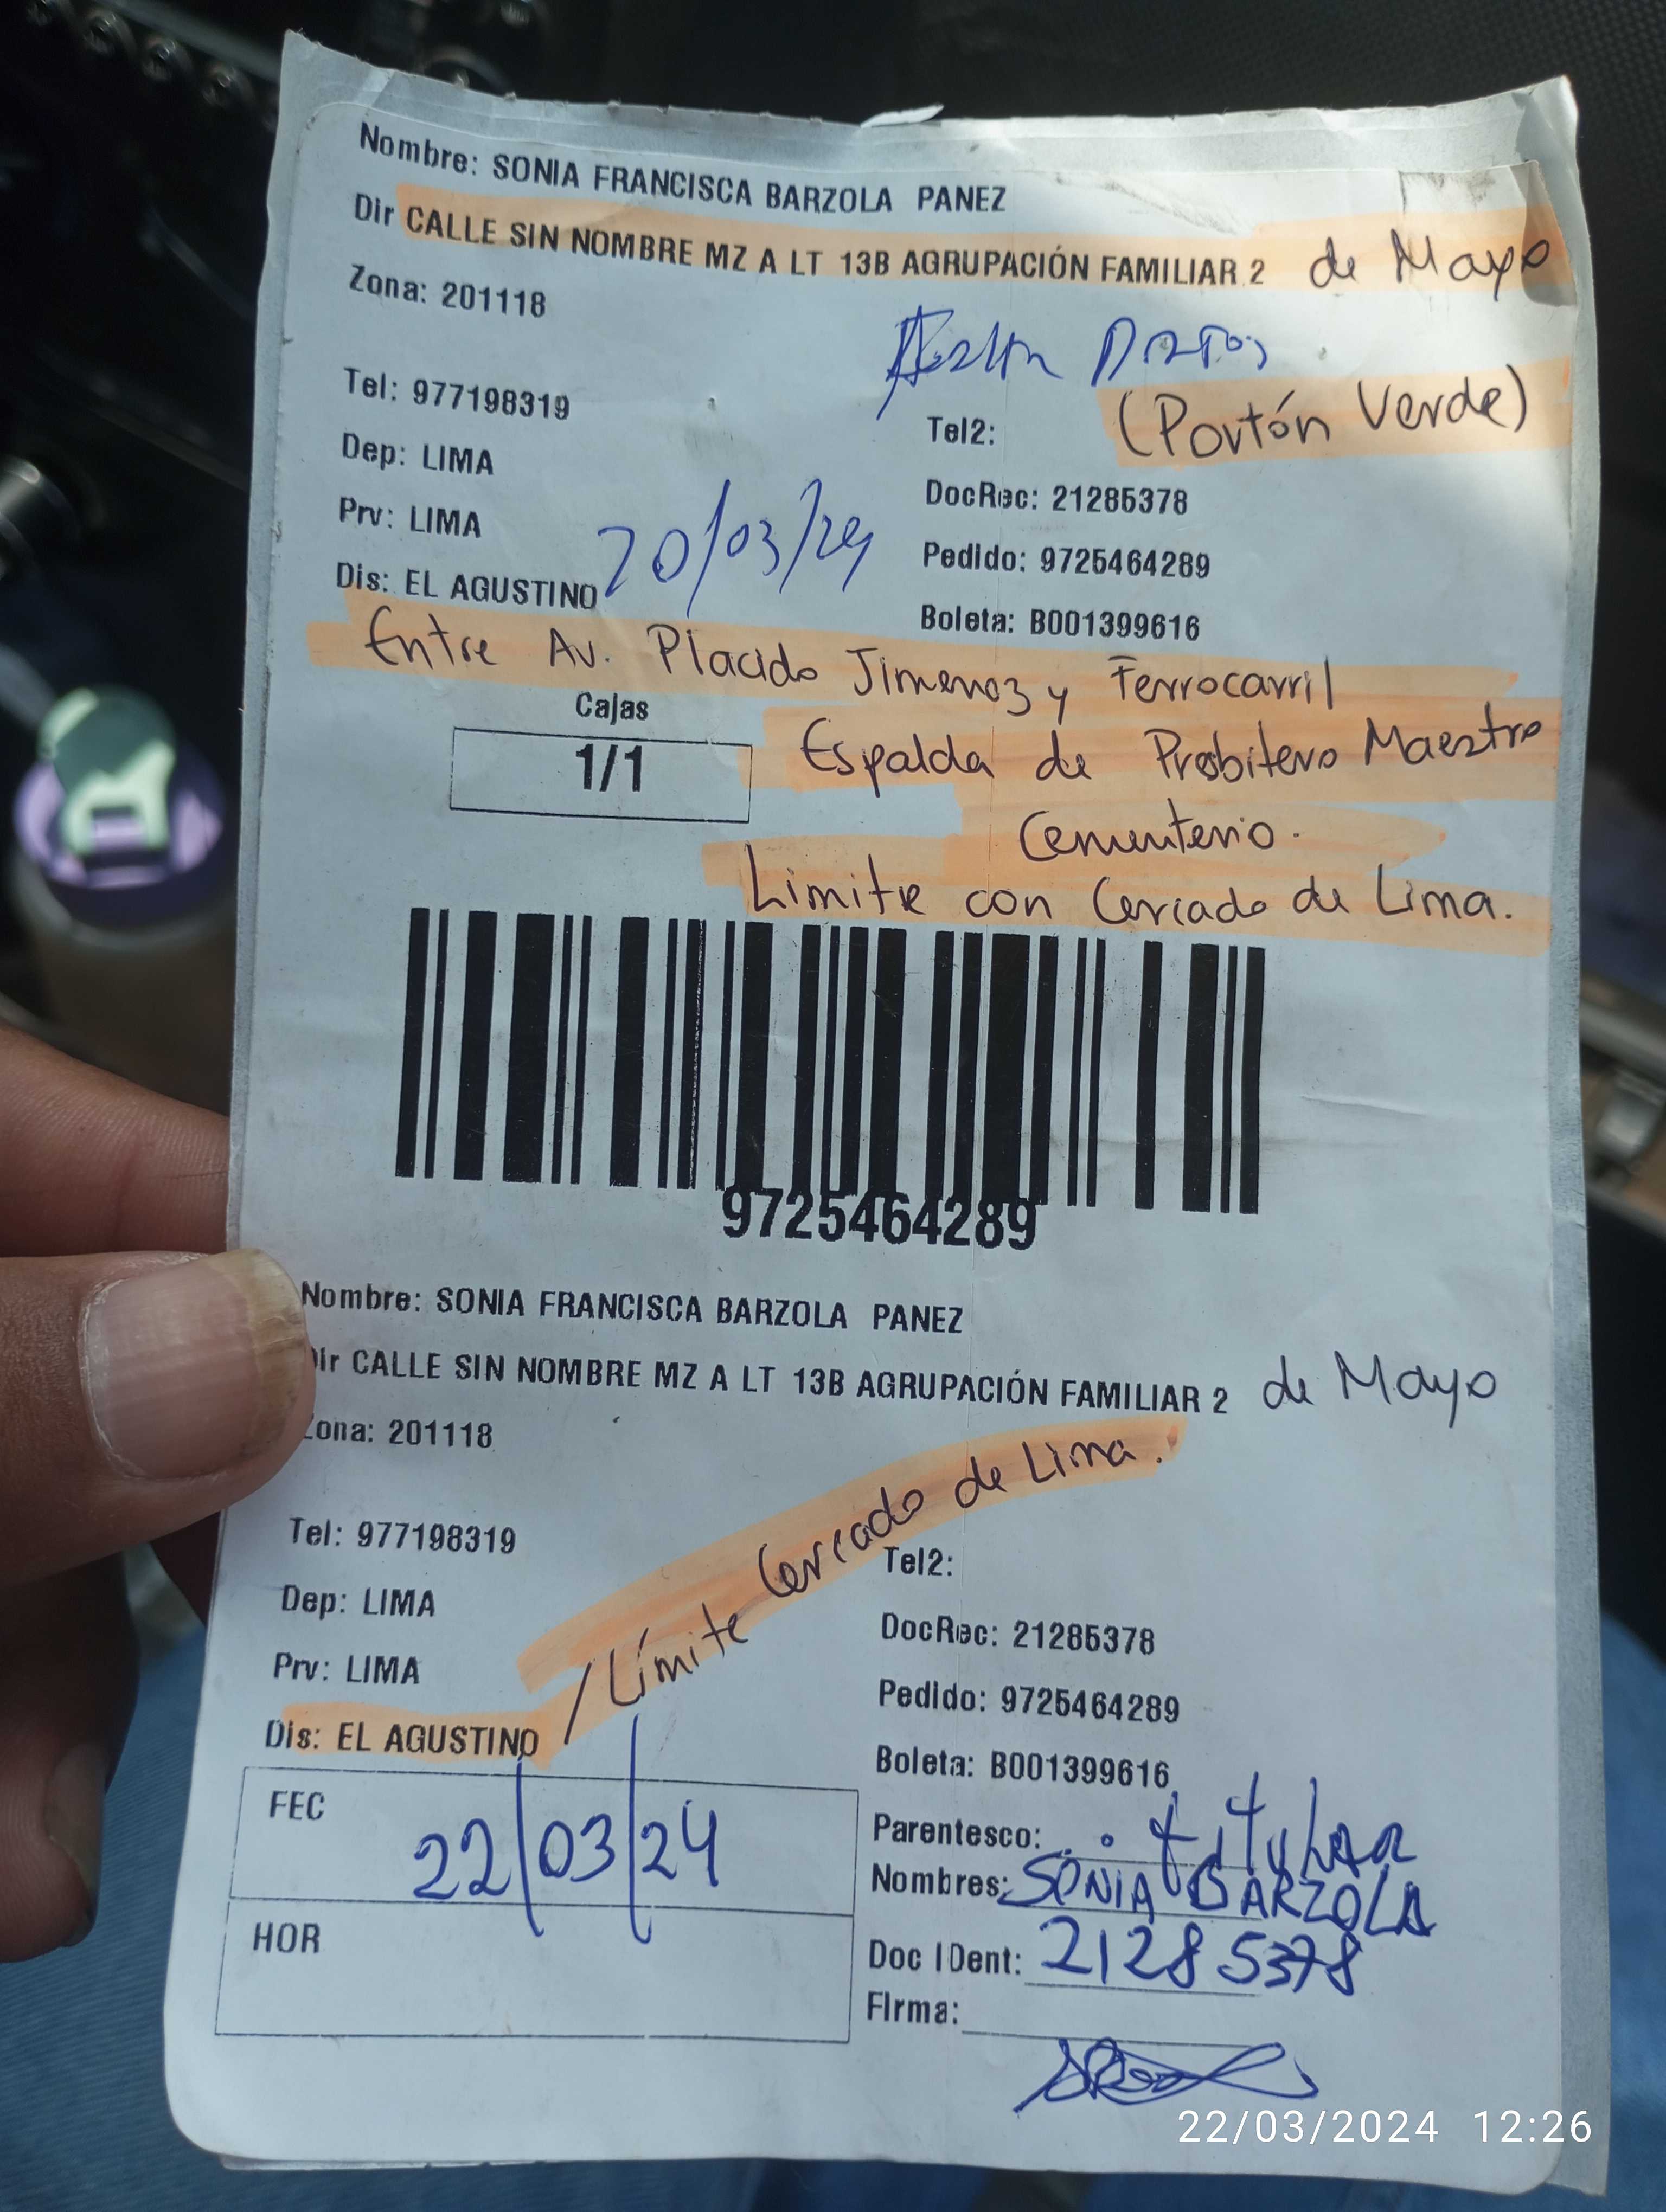 Nombre: SONIA FRANCISCA BARZOLA PANEZ
Dir CALLE SIN NOMBRE MZ A LT 13B AGRUPACIÓN FAMILIAR 2 de Mayo
Zona: 201118
Tel: 977198319
Tel2: (Portón Verde)
Dep: LIMA
DocRec: 21285378
Prv: LIMA 20/03/24
Pedido: 9725464289
Dis: EL AGUSTINO
Boleta: B001399616
Entre Av. Placido Jimenez y Ferrocarril
Cajas
1/1
Espalda de Presbitero Maestro
Cementerio.
Limite con Cercado de Lima.
9725464289
Nombre: SONIA FRANCISCA BARZOLA PANEZ
Dir CALLE SIN NOMBRE MZ A LT 13B AGRUPACIÓN FAMILIAR 2 de Mayo
Zona: 201118
Tel: 977198319
Tel2:
Dep: LIMA
DocRec: 21285378
Prv: LIMA
Pedido: 9725464289
Dis: EL AGUSTINO / Límite Cercado de Lima.
Boleta: B001399616
FEC 22/03/24
Parentesco: titular
Nombres: SONIA BARZOLA
HOR
Doc IDent: 21285378
Firma:
22/03/2024 12:26